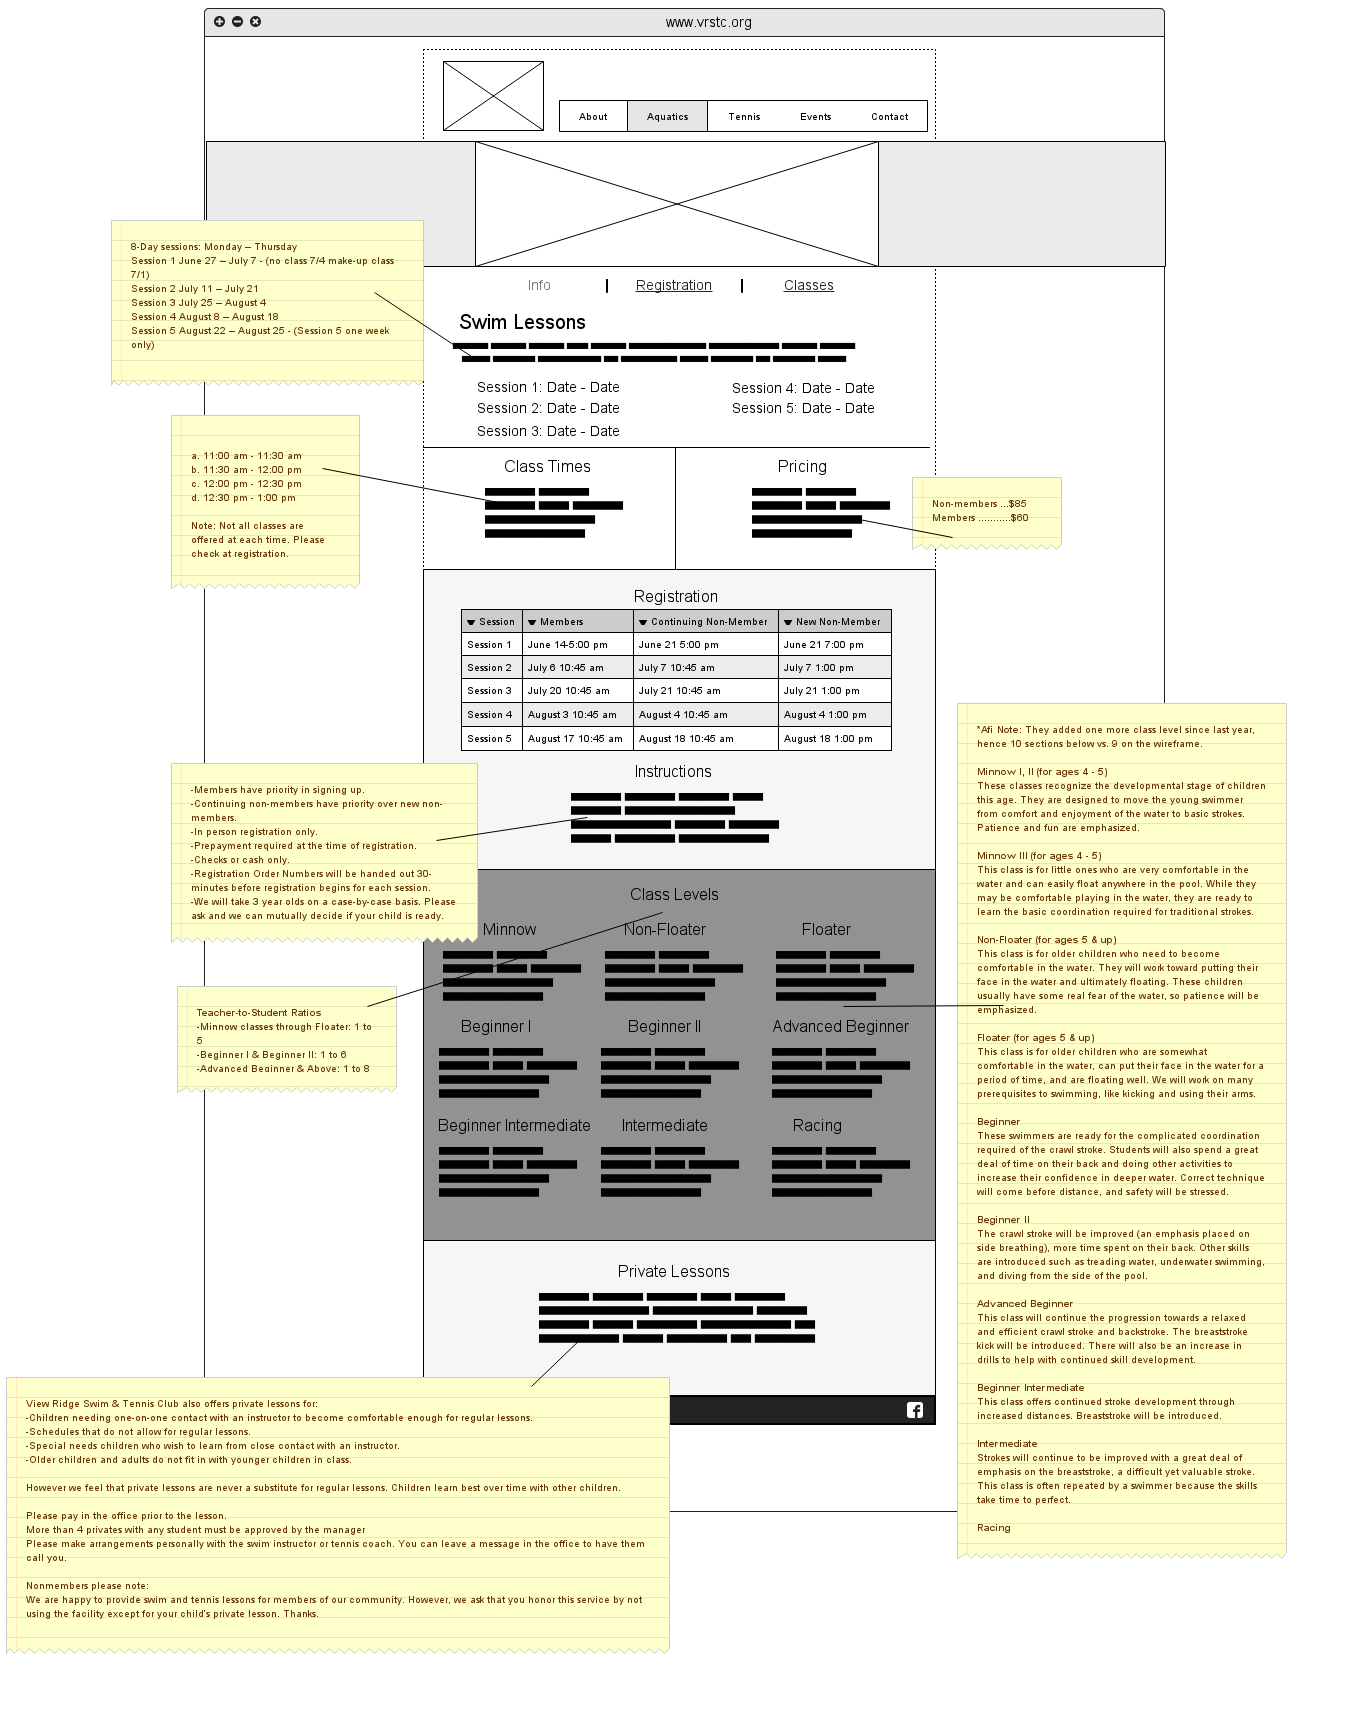 www.vrstc.org
About
Aquatics
Tennis
Events
Contact
8-Day sessions: Monday – Thursday
Session 1 June 27 – July 7 - (no class 7/4 make-up class
7/1)
Session 2 July 11 – July 21
Session 3 July 25 – August 4
Session 4 August 8 – August 18
Session 5 August 22 – August 25 - (Session 5 one week
only)
Info
Registration
Classes
Swim Lessons
Session 1: Date - Date
Session 2: Date - Date
Session 3: Date - Date
Session 4: Date - Date
Session 5: Date - Date
a. 11:00 am - 11:30 am
b. 11:30 am - 12:00 pm
c. 12:00 pm - 12:30 pm
d. 12:30 pm - 1:00 pm
Note: Not all classes are
offered at each time. Please
check at registration.
Class Times
Pricing
Non-members ...$85
Members ...........$60
Registration
Session Members Continuing Non-Member New Non-Member
Session 1 June 14-5:00 pm June 21 5:00 pm June 21 7:00 pm
Session 2 July 6 10:45 am July 7 10:45 am July 7 1:00 pm
Session 3 July 20 10:45 am July 21 10:45 am July 21 1:00 pm
Session 4 August 3 10:45 am August 4 10:45 am August 4 1:00 pm
Session 5 August 17 10:45 am August 18 10:45 am August 18 1:00 pm
Instructions
-Members have priority in signing up.
-Continuing non-members have priority over new non-
members.
-In person registration only.
-Prepayment required at the time of registration.
-Checks or cash only.
-Registration Order Numbers will be handed out 30-
minutes before registration begins for each session.
-We will take 3 year olds on a case-by-case basis. Please
ask and we can mutually decide if your child is ready.
Class Levels
Minnow
Non-Floater
Floater
Teacher-to-Student Ratios
-Minnow classes through Floater: 1 to
5
-Beginner I & Beginner II: 1 to 6
-Advanced Beginner & Above: 1 to 8
Beginner I
Beginner II
Advanced Beginner
Beginner Intermediate
Intermediate
Racing
*Afi Note: They added one more class level since last year,
hence 10 sections below vs. 9 on the wireframe.
Minnow I, II (for ages 4 - 5)
These classes recognize the developmental stage of children
this age. They are designed to move the young swimmer
from comfort and enjoyment of the water to basic strokes.
Patience and fun are emphasized.
Minnow III (for ages 4 - 5)
This class is for little ones who are very comfortable in the
water and can easily float anywhere in the pool. While they
may be comfortable playing in the water, they are ready to
learn the basic coordination required for traditional strokes.
Non-Floater (for ages 5 & up)
This class is for older children who need to become
comfortable in the water. They will work toward putting their
face in the water and ultimately floating. These children
usually have some real fear of the water, so patience will be
emphasized.
Floater (for ages 5 & up)
This class is for older children who are somewhat
comfortable in the water, can put their face in the water for a
period of time, and are floating well. We will work on many
prerequisites to swimming, like kicking and using their arms.
Beginner
These swimmers are ready for the complicated coordination
required of the crawl stroke. Students will also spend a great
deal of time on their back and doing other activities to
increase their confidence in deeper water. Correct technique
will come before distance, and safety will be stressed.
Beginner II
The crawl stroke will be improved (an emphasis placed on
side breathing), more time spent on their back. Other skills
are introduced such as treading water, underwater swimming,
and diving from the side of the pool.
Advanced Beginner
This class will continue the progression towards a relaxed
and efficient crawl stroke and backstroke. The breaststroke
kick will be introduced. There will also be an increase in
drills to help with continued skill development.
Beginner Intermediate
This class offers continued stroke development through
increased distances. Breaststroke will be introduced.
Intermediate
Strokes will continue to be improved with a great deal of
emphasis on the breaststroke, a difficult yet valuable stroke.
This class is often repeated by a swimmer because the skills
take time to perfect.
Racing
Private Lessons
View Ridge Swim & Tennis Club also offers private lessons for:
-Children needing one-on-one contact with an instructor to become comfortable enough for regular lessons.
-Schedules that do not allow for regular lessons.
-Special needs children who wish to learn from close contact with an instructor.
-Older children and adults do not fit in with younger children in class.
However we feel that private lessons are never a substitute for regular lessons. Children learn best over time with other children.
Please pay in the office prior to the lesson.
More than 4 privates with any student must be approved by the manager
Please make arrangements personally with the swim instructor or tennis coach. You can leave a message in the office to have them
call you.
Nonmembers please note:
We are happy to provide swim and tennis lessons for members of our community. However, we ask that you honor this service by not
using the facility except for your child's private lesson. Thanks.